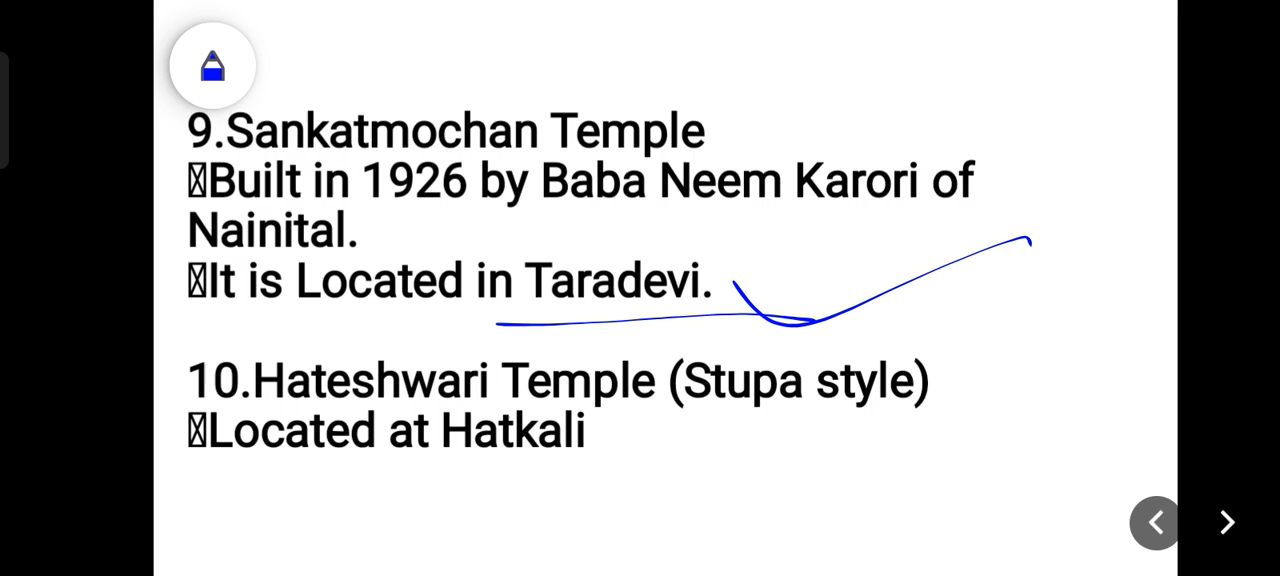 9.Sankatmochan Temple
Built in 1926 by Baba Neem Karori of
Nainital.
It is Located in Taradevi.
10.Hateshwari Temple (Stupa style)
Located at Hatkali